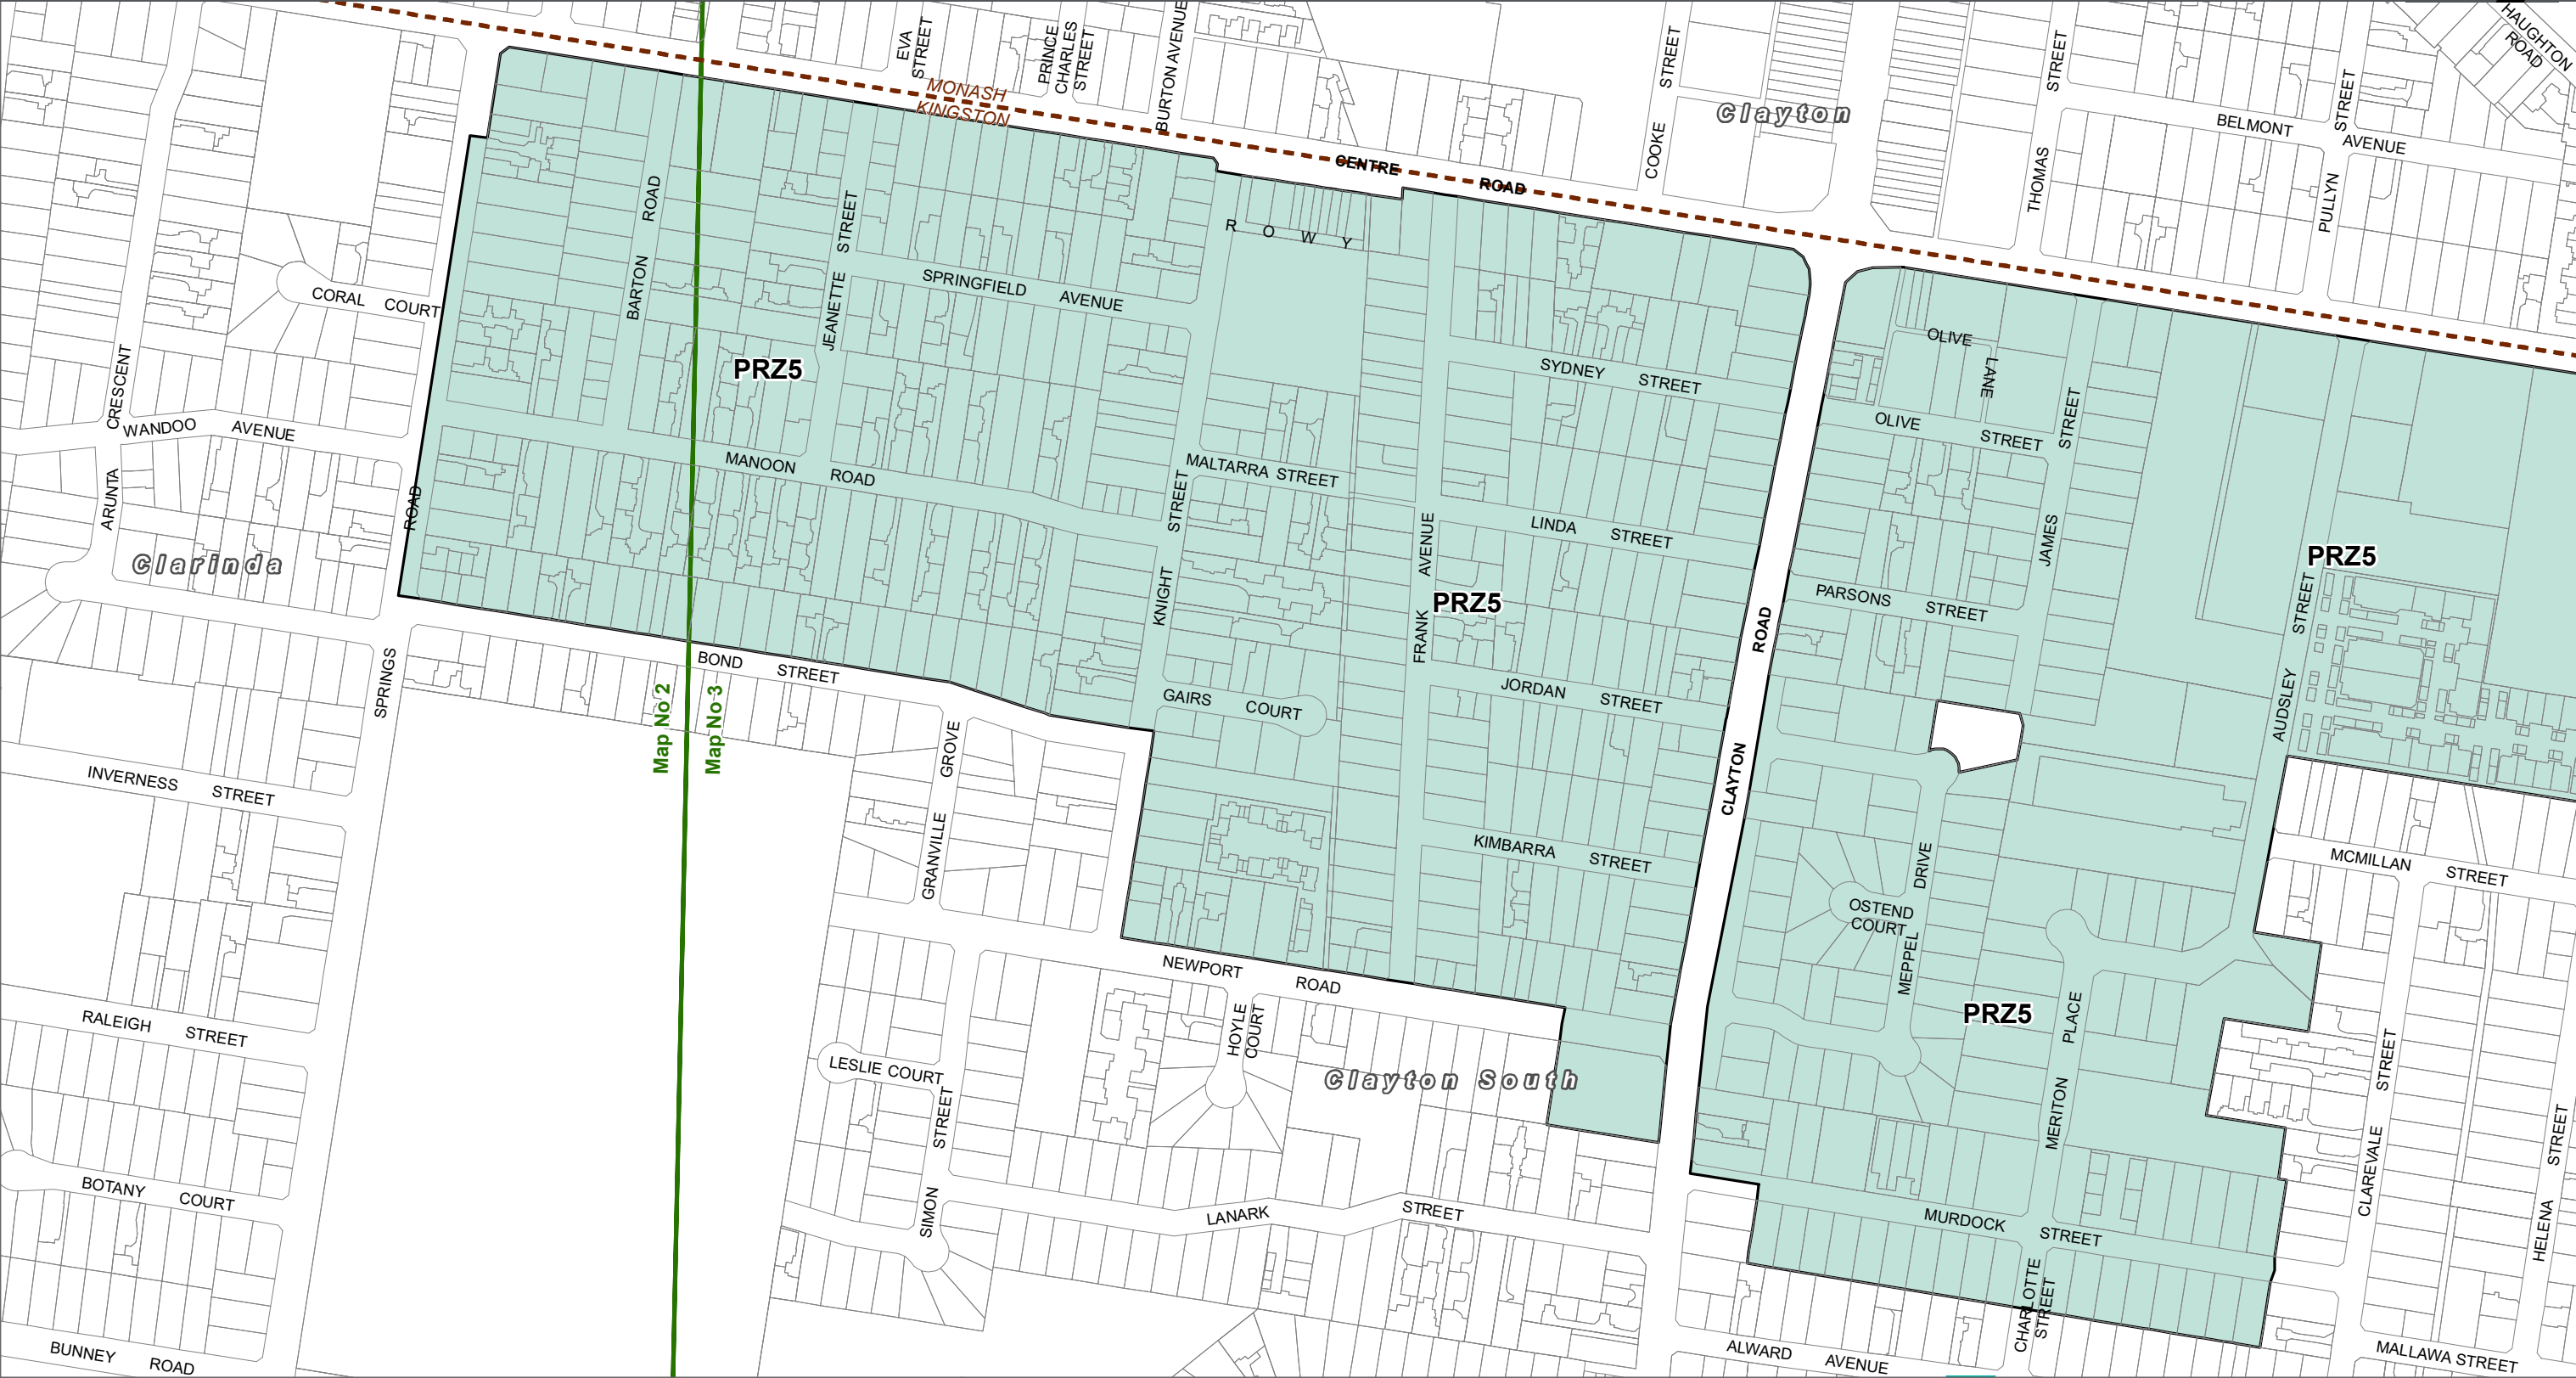 EVA
STREET
PRINCE
CHARLES
STREET
BURTON AVENUE
COOKE STREET
Clayton
THOMAS STREET
BELMONT AVENUE
PULLYN STREET
HAUGHTON
ROAD
MONASH
KINGSTON
CENTRE ROAD
ROWY
BARTON ROAD
JEANETTE STREET
SPRINGFIELD AVENUE
CORAL COURT
ARUNTA CRESCENT
WANDOO AVENUE
PRZ5
SYDNEY STREET
OLIVE
LANE
OLIVE STREET
JAMES STREET
MANOON ROAD
MALTARRA STREET
KNIGHT STREET
LINDA STREET
FRANK AVENUE
PRZ5
PRZ5
PARSONS STREET
AUDSLEY STREET
Clarinda
SPRINGS ROAD
BOND STREET
Map No 2
Map No 3
GAIRS COURT
JORDAN STREET
CLAYTON ROAD
INVERNESS STREET
GRANVILLE GROVE
KIMBARRA STREET
MEPPEL DRIVE
OSTEND
COURT
MCMILLAN STREET
NEWPORT ROAD
HOYLE
COURT
PRZ5
MERITON PLACE
RALEIGH STREET
LESLIE COURT
Clayton South
SIMON STREET
CLAREVALE STREET
HELENA STREET
BOTANY COURT
LANARK STREET
MURDOCK STREET
CHARLOTTE
STREET
BUNNEY ROAD
ALWARD AVENUE
MALLAWA STREET